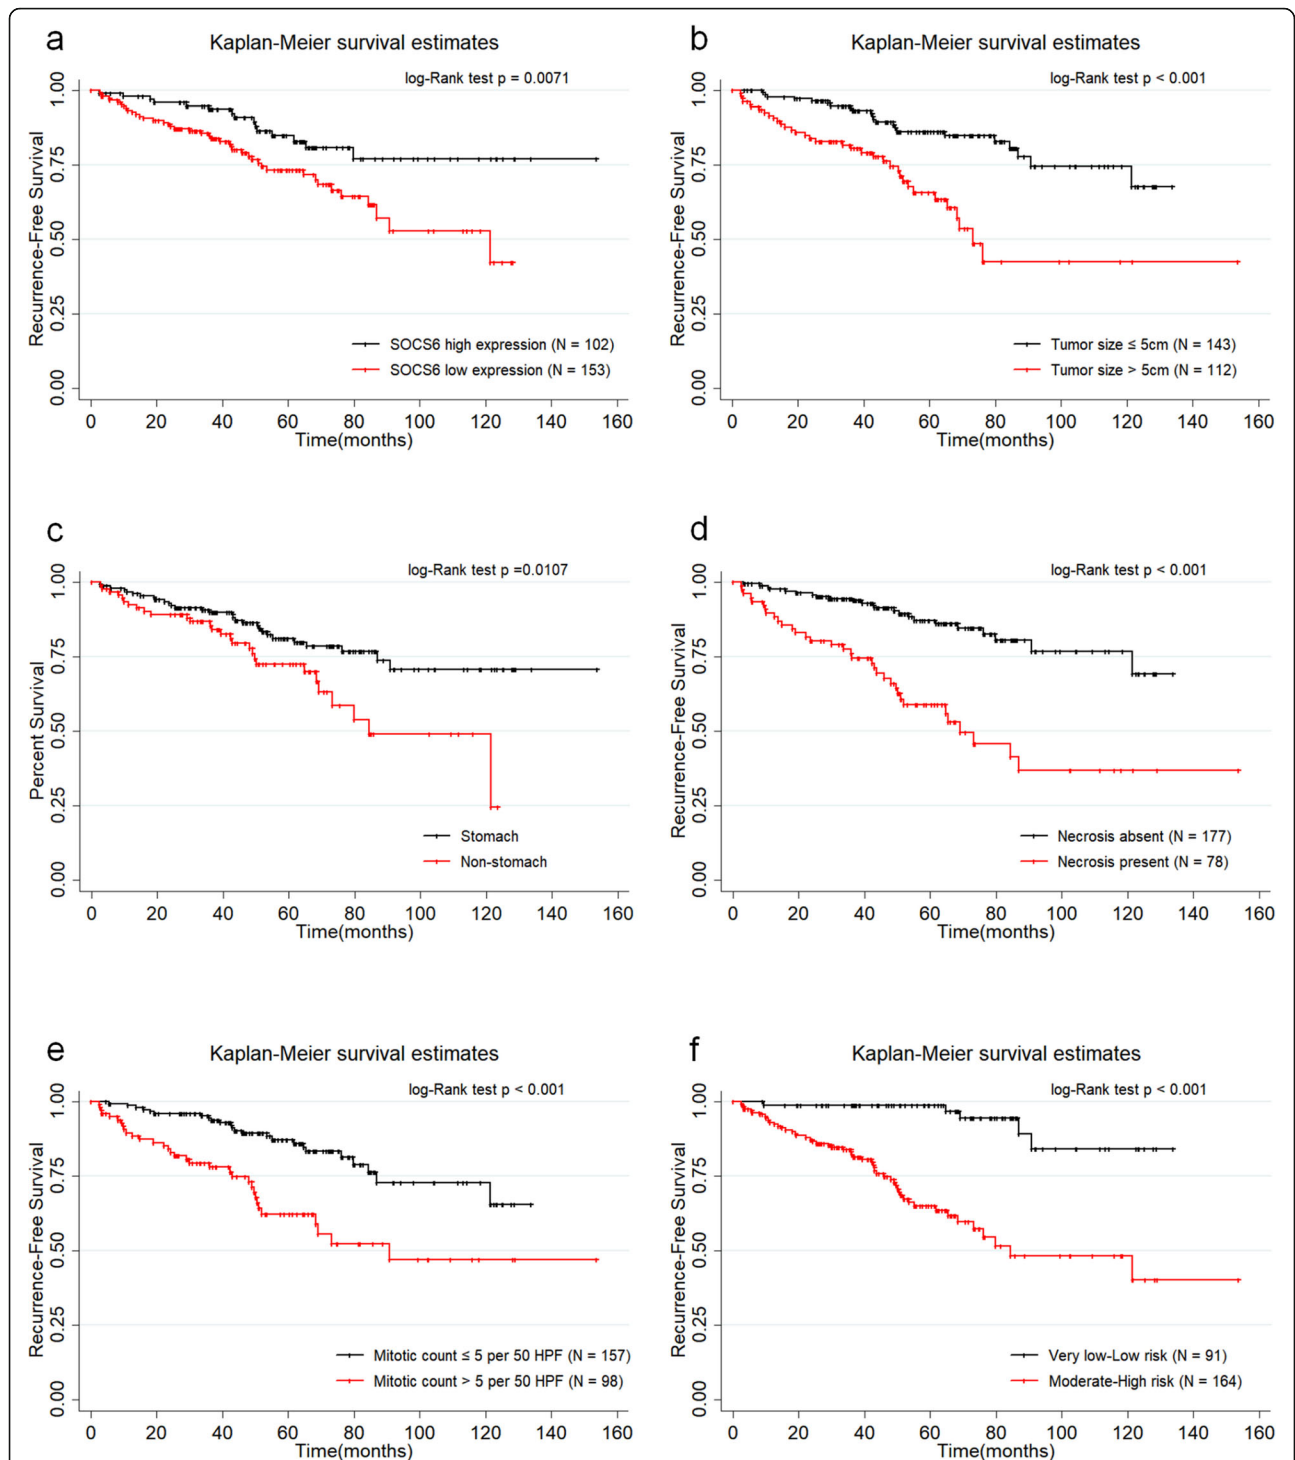 a
Kaplan-Meier survival estimates
log-Rank test p = 0.0071
Recurrence-Free Survival
1.00
0.75
0.50
0.25
0.00
SOCS6 high expression (N = 102)
SOCS6 low expression (N = 153)
0 20 40 60 80 100 120 140 160
Time(months)
b
Kaplan-Meier survival estimates
log-Rank test p < 0.001
Recurrence-Free Survival
1.00
0.75
0.50
0.25
0.00
Tumor size ≤ 5cm (N = 143)
Tumor size > 5cm (N = 112)
0 20 40 60 80 100 120 140 160
Time(months)
c
log-Rank test p =0.0107
Percent Survival
1.00
0.75
0.50
0.25
0.00
Stomach
Non-stomach
0 20 40 60 80 100 120 140 160
Time(months)
d
log-Rank test p < 0.001
Recurrence-Free Survival
1.00
0.75
0.50
0.25
0.00
Necrosis absent (N = 177)
Necrosis present (N = 78)
0 20 40 60 80 100 120 140 160
Time(months)
e
Kaplan-Meier survival estimates
log-Rank test p < 0.001
Recurrence-Free Survival
1.00
0.75
0.50
0.25
0.00
Mitotic count ≤ 5 per 50 HPF (N = 157)
Mitotic count > 5 per 50 HPF (N = 98)
0 20 40 60 80 100 120 140 160
Time(months)
f
Kaplan-Meier survival estimates
log-Rank test p < 0.001
Recurrence-Free Survival
1.00
0.75
0.50
0.25
0.00
Very low-Low risk (N = 91)
Moderate-High risk (N = 164)
0 20 40 60 80 100 120 140 160
Time(months)